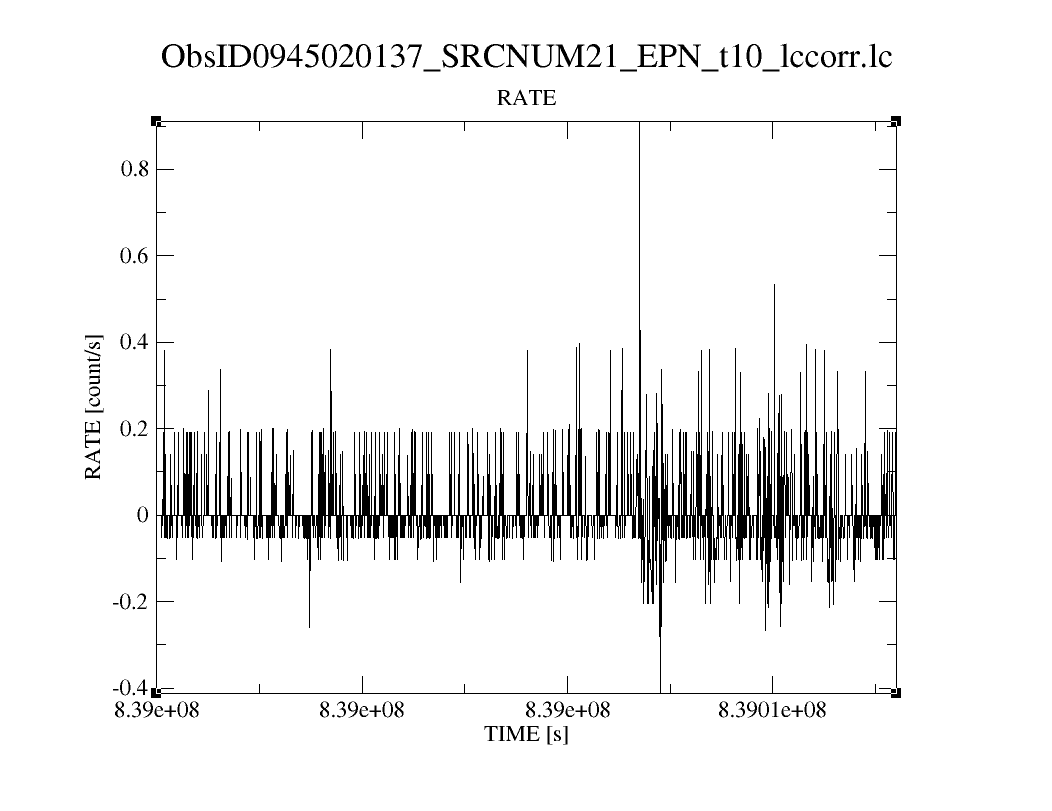 ObsID0945020137_SRCNUM21_EPN_t10_lccorr.lc
RATE
0.8
0.6
0.4
0.2
0
-0.2
-0.4
RATE [count/s]
8.39e+08 8.39e+08 8.39e+08 8.3901e+08
TIME [s]